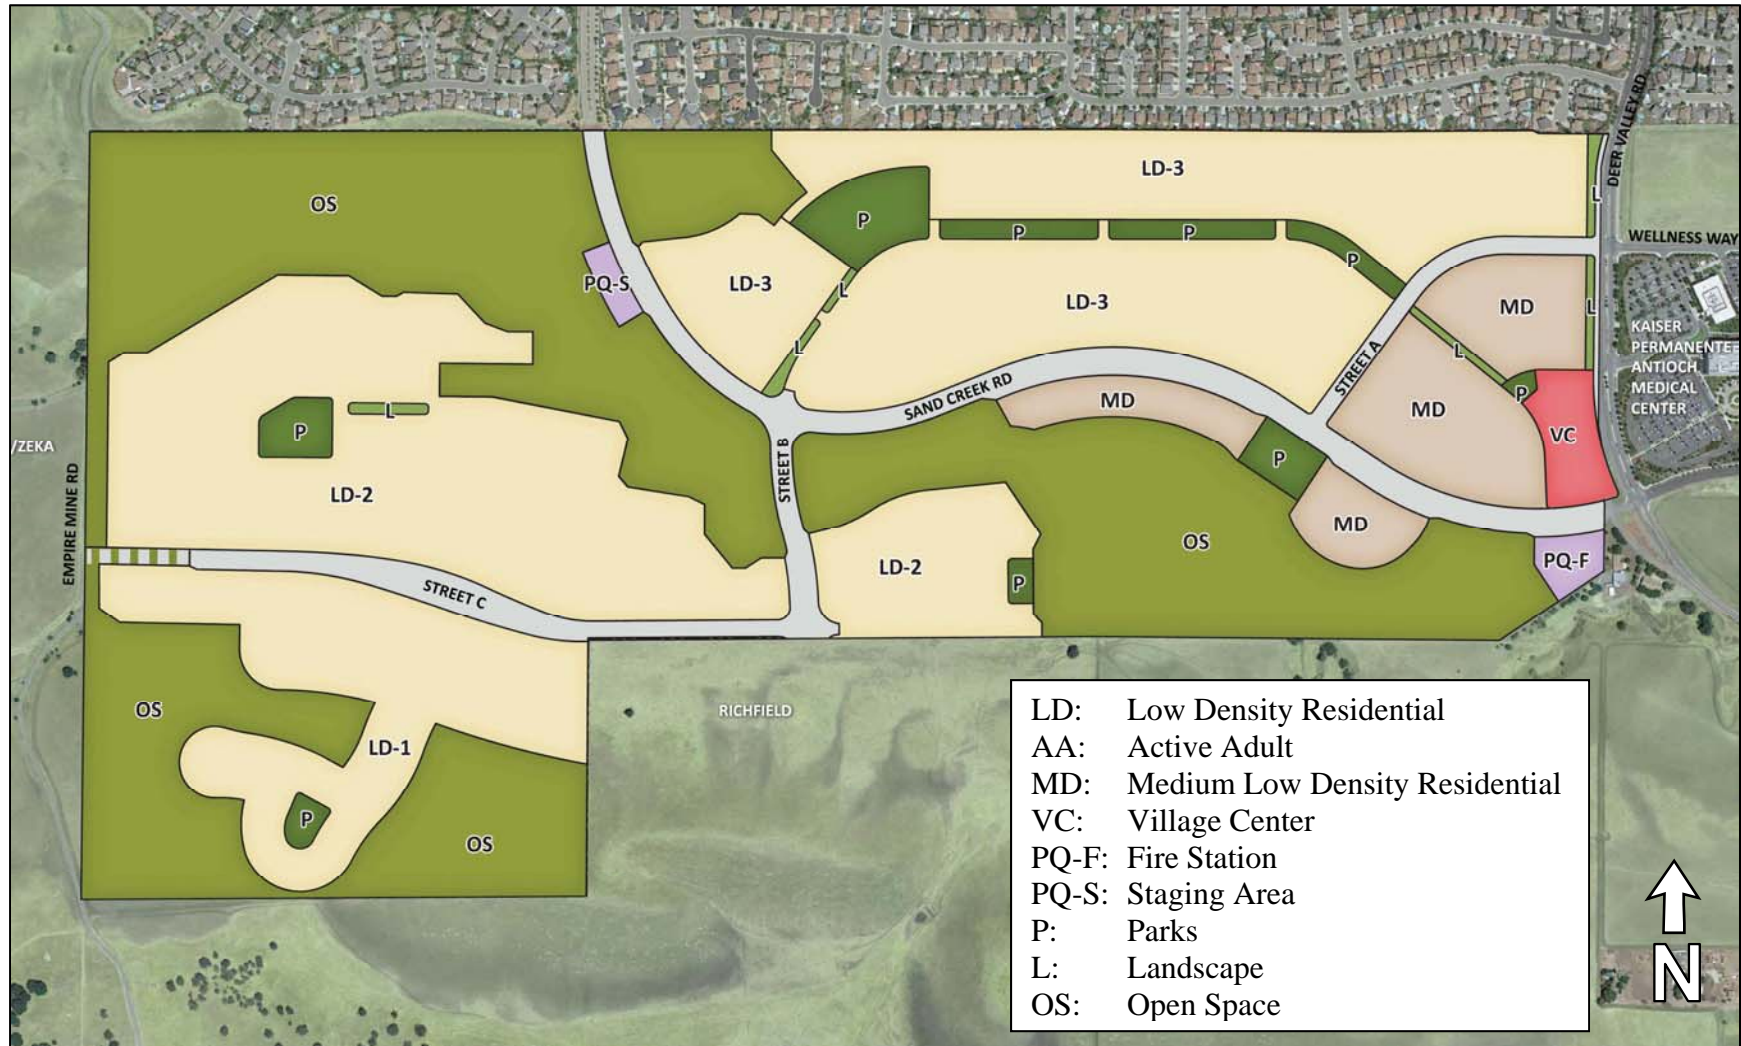 DEER VALLEY RD
LD-3
OS
L
P
P
P
WELLNESS WAY
P
PQ-S
LD-3
L
LD-3
MD
L
KAISER
PERMANENTE
ANTIOCH
MEDICAL
CENTER
L
L
STREET A
SAND CREEK RD
MD
P
MD
P
L
VC
/ZEKA
P
STREET B
LD-2
MD
OS
EMPIRE MINE RD
PQ-F
LD-2
P
STREET C
OS
RICHFIELD
LD-1
P
OS
LD: Low Density Residential
AA: Active Adult
MD: Medium Low Density Residential
VC: Village Center
PQ-F: Fire Station
PQ-S: Staging Area
P: Parks
L: Landscape
OS: Open Space
N